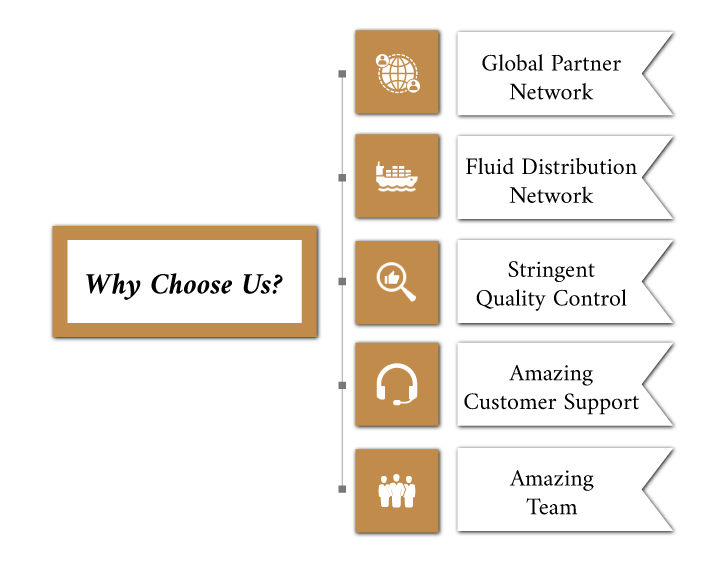 Why Choose Us?
Global Partner
Network
Fluid Distribution
Network
Stringent
Quality Control
Amazing
Customer Support
Amazing
Team